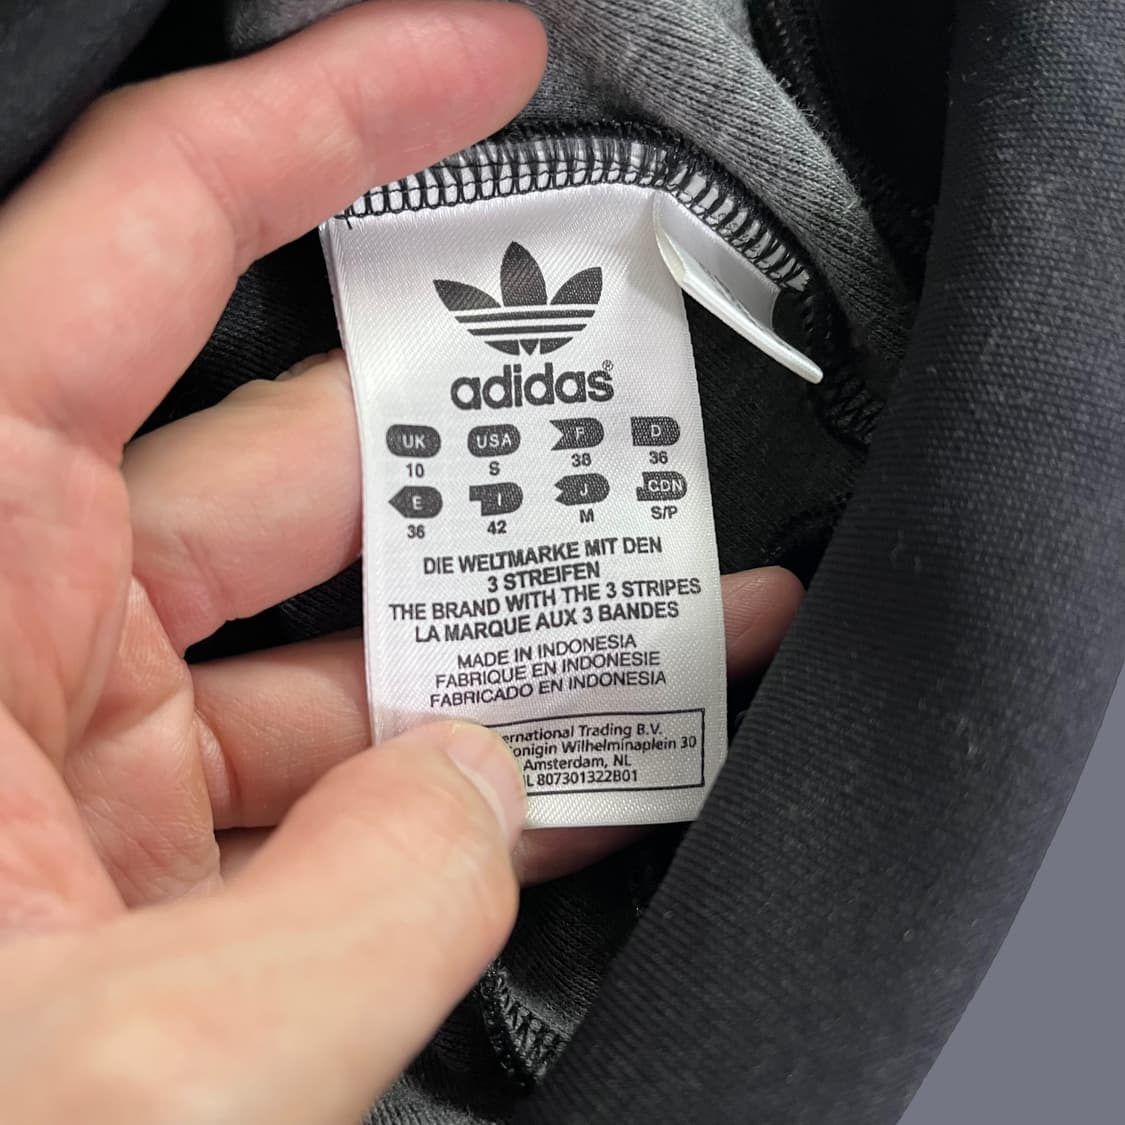 adidas®
UK USA F D
10 S 38 36
E I J CDN
36 42 M S/P
DIE WELTMARKE MIT DEN
3 STREIFEN
THE BRAND WITH THE 3 STRIPES
LA MARQUE AUX 3 BANDES
MADE IN INDONESIA
FABRIQUE EN INDONESIE
FABRICADO EN INDONESIA
Trading B.V.
Wilhelminaplein 30
Amsterdam, NL
807301322B01